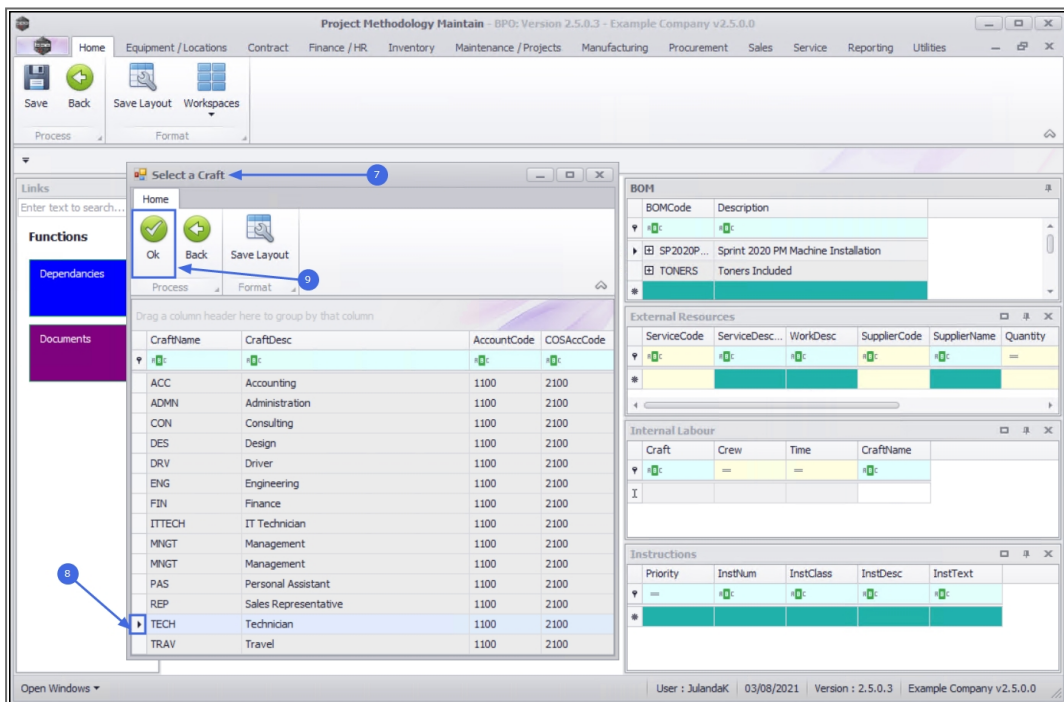 Project Methodology Maintain - BPO: Version 2.5.0.3 - Example Company v2.5.0.0
Home Equipment / Locations Contract Finance / HR Inventory Maintenance / Projects Manufacturing Procurement Sales Service Reporting Utilities
Save Back Save Layout Workspaces
Process Format
Links
Enter text to search...
Functions
Dependancies
Documents
Select a Craft 7
Home
Ok Back Save Layout
9
Process Format
Drag a column header here to group by that column
CraftName CraftDesc AccountCode COSAccCode
ACC Accounting 1100 2100
ADMN Administration 1100 2100
CON Consulting 1100 2100
DES Design 1100 2100
DRV Driver 1100 2100
ENG Engineering 1100 2100
FIN Finance 1100 2100
ITTECH IT Technician 1100 2100
MNGT Management 1100 2100
MNGT Management 1100 2100
PAS Personal Assistant 1100 2100
REP Sales Representative 1100 2100
TECH Technician 1100 2100
TRAV Travel 1100 2100
8
BOM
BOMCode Description
SP2020P... Sprint 2020 PM Machine Installation
TONERS Toners Included
External Resources
ServiceCode ServiceDesc... WorkDesc SupplierCode SupplierName Quantity
Internal Labour
Craft Crew Time CraftName
Instructions
Priority InstNum InstClass InstDesc InstText
Open Windows User : JulandaK 03/08/2021 Version : 2.5.0.3 Example Company v2.5.0.0